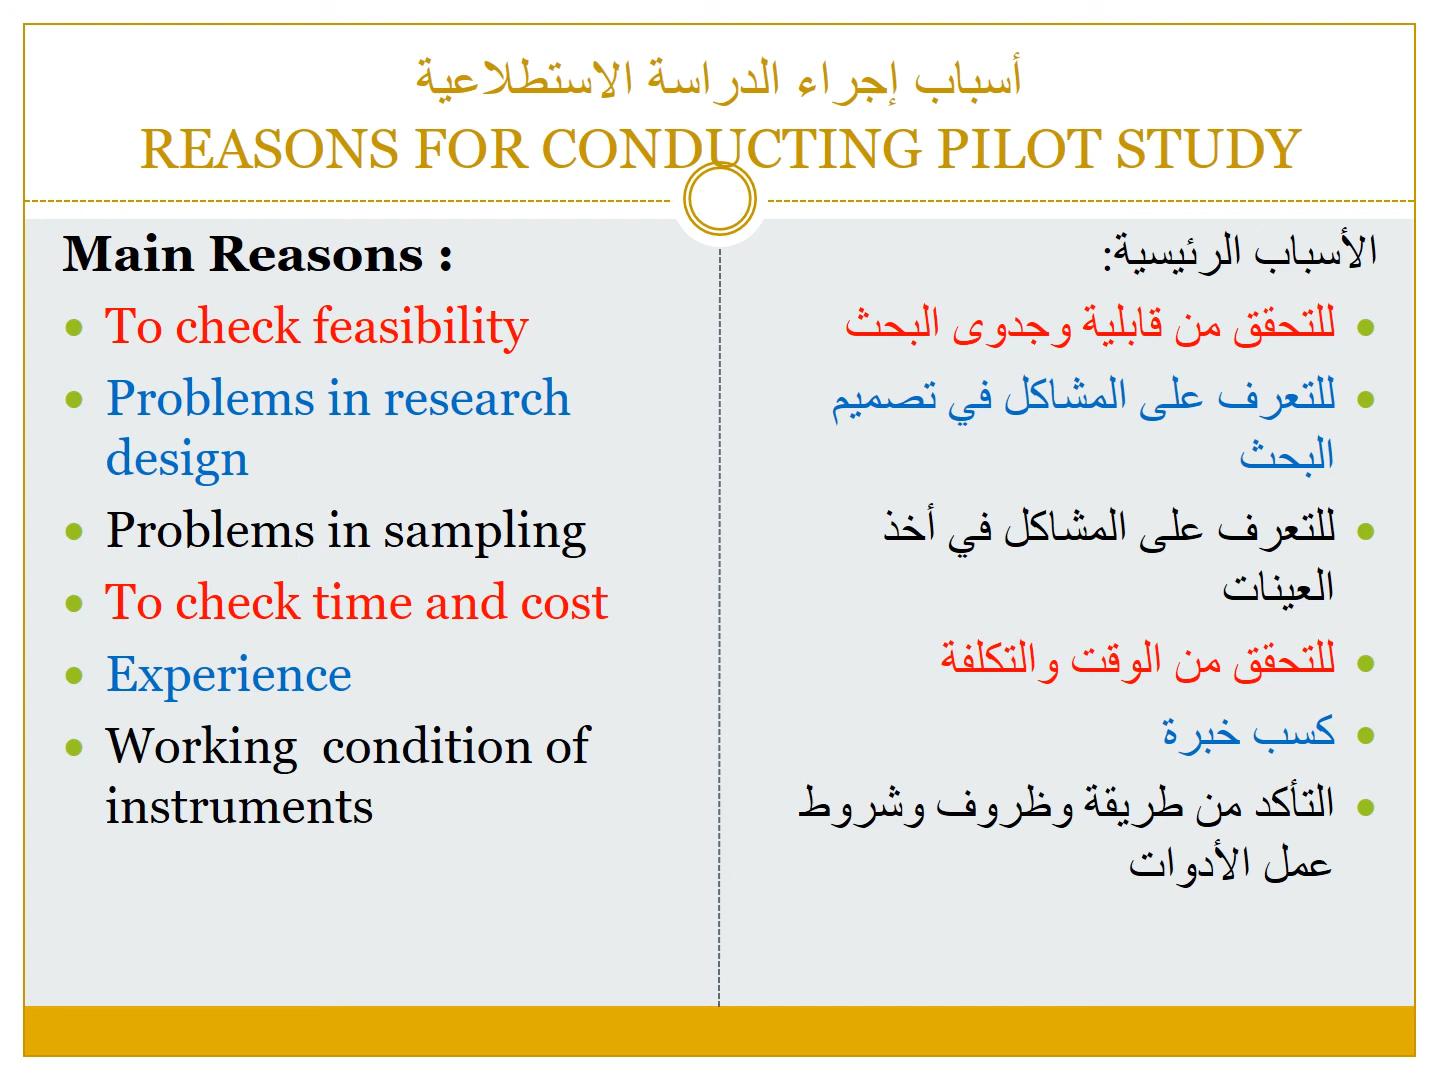 أسباب إجراء الدراسة الاستطلاعية
REASONS FOR CONDUCTING PILOT STUDY
Main Reasons :
• To check feasibility
• Problems in research
design
• Problems in sampling
• To check time and cost
• Experience
• Working  condition of
instruments
الأسباب الرئيسية:
• للتحقق من قابلية وجدوى البحث
• للتعرف على المشاكل في تصميم
البحث
• للتعرف على المشاكل في أخذ
العينات
• للتحقق من الوقت والتكلفة
• كسب خبرة
• التأكد من طريقة وظروف وشروط
عمل الأدوات